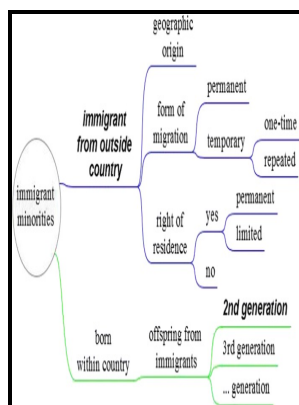 geographic
origin
immigrant
from outside
country
form of
migration
permanent
temporary
one-time
repeated
right of
residence
yes
permanent
limited
no
immigrant
minorities
born
within country
offspring from
immigrants
2nd generation
3rd generation
... generation